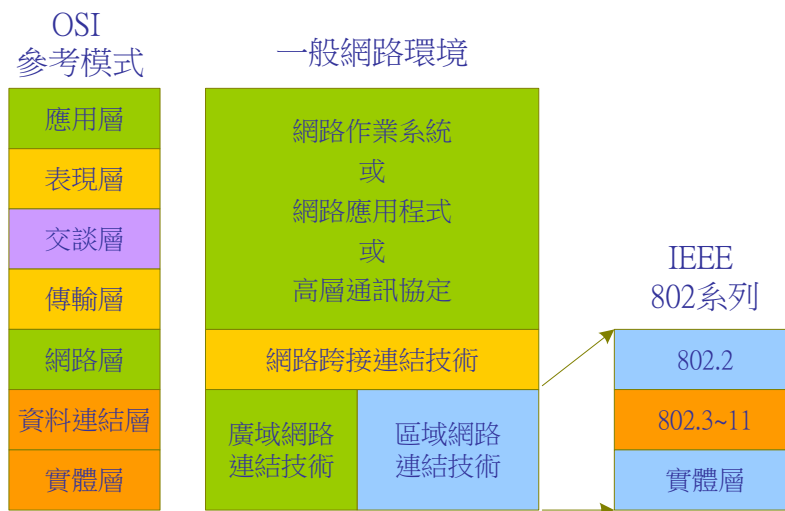 OSI
參考模式
應用層
表現層
交談層
傳輸層
網路層
資料連結層
實體層
一般網路環境
網路作業系統
或
網路應用程式
或
高層通訊協定
網路跨接連結技術
廣域網路
連結技術
區域網路
連結技術
IEEE
802系列
802.2
802.3~11
實體層